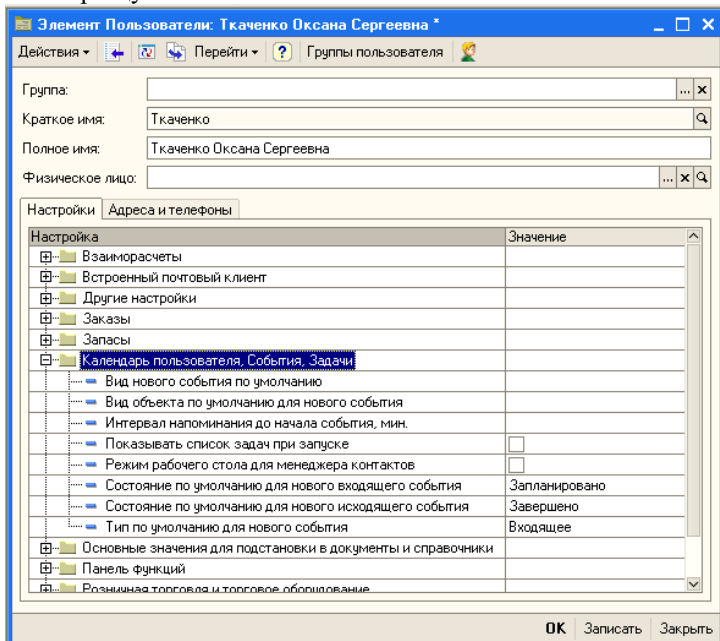 Элемент Пользователи: Ткаченко Оксана Сергеевна *
Действия Перейти Группы пользователя
Группа:
Краткое имя: Ткаченко
Полное имя: Ткаченко Оксана Сергеевна
Физическое лицо:
Настройки Адреса и телефоны
Настройка Значение
Взаиморасчеты
Встроенный почтовый клиент
Другие настройки
Заказы
Запасы
Календарь пользователя, События, Задачи
Вид нового события по умолчанию
Вид объекта по умолчанию для нового события
Интервал напоминания до начала события, мин.
Показывать список задач при запуске
Режим рабочего стола для менеджера контактов
Состояние по умолчанию для нового входящего события Запланировано
Состояние по умолчанию для нового исходящего события Завершено
Тип по умолчанию для нового события Входящее
Основные значения для подстановки в документы и справочники
Панель функций
Розничная торговля и торговое оборудование
OK Записать Закрыть